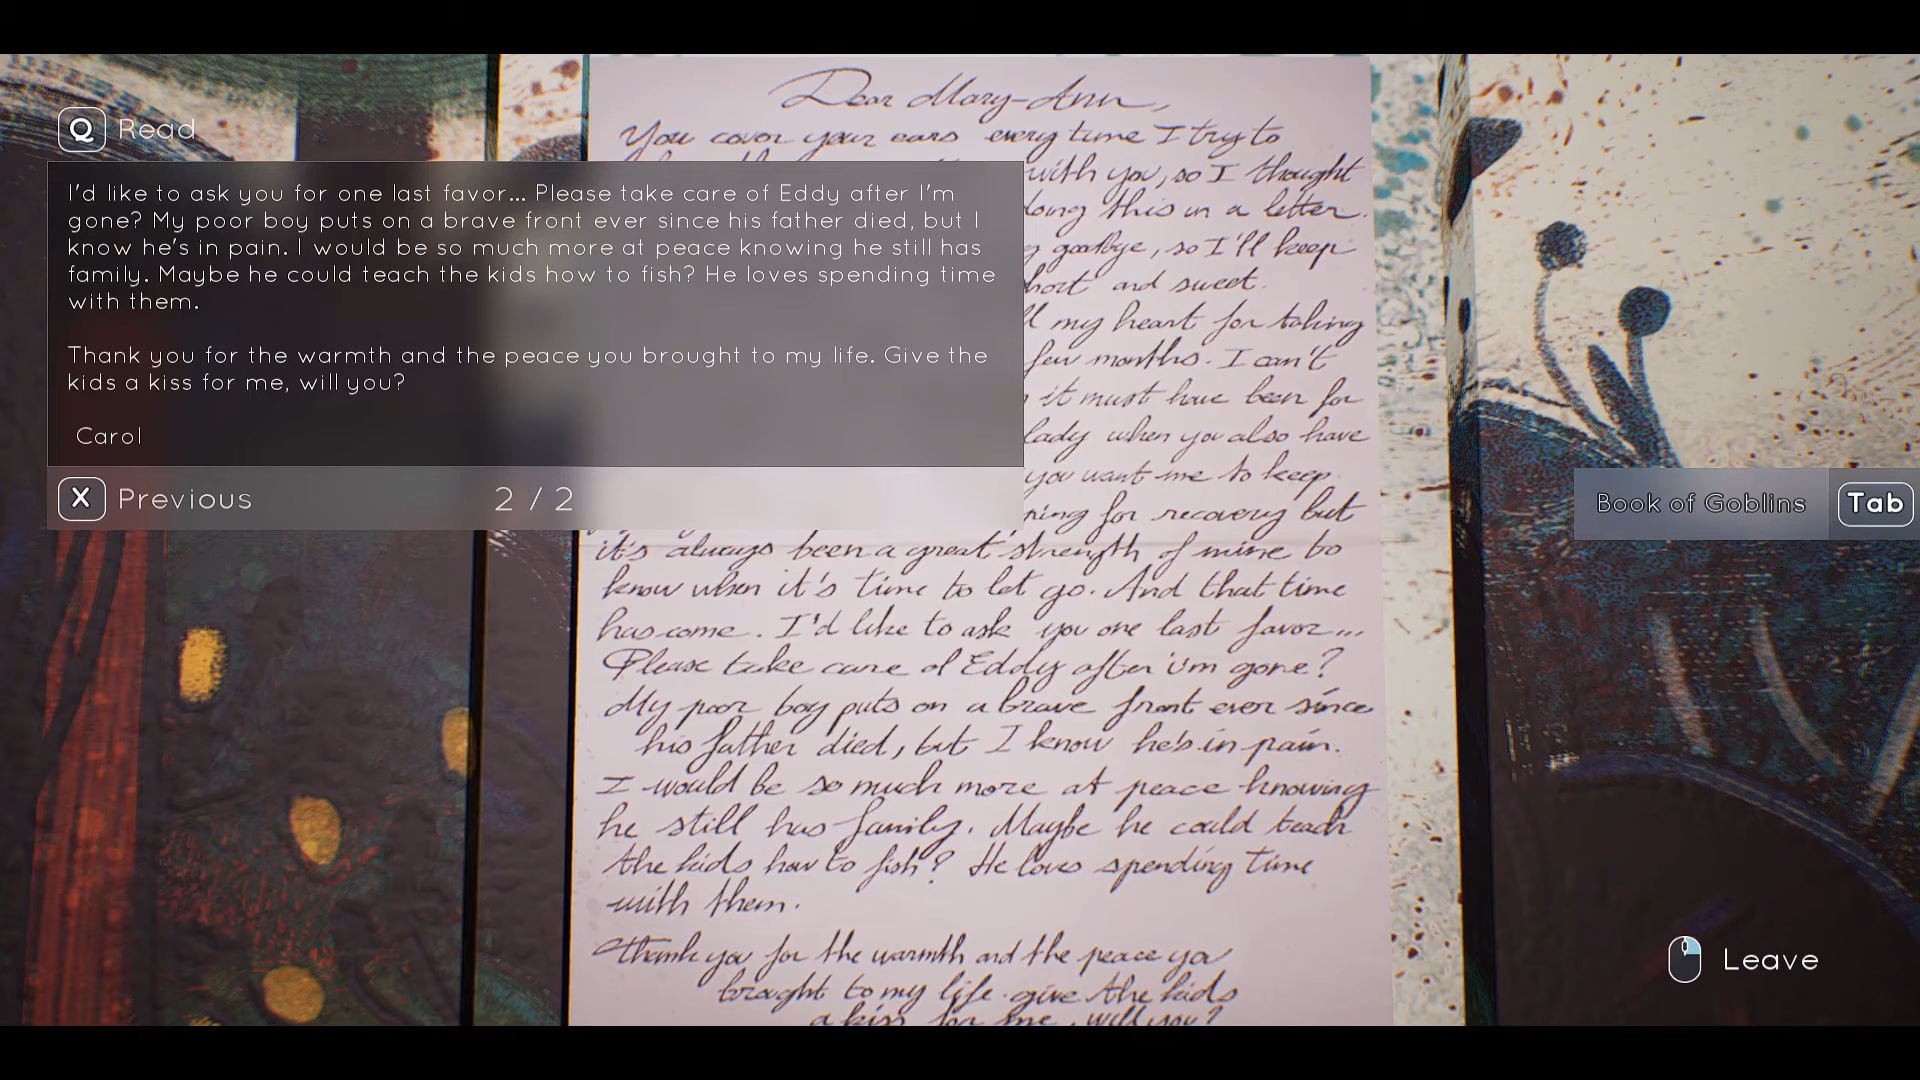 Q Read
I'd like to ask you for one last favor... Please take care of Eddy after I'm
gone? My poor boy puts on a brave front ever since his father died, but I
know he's in pain. I would be so much more at peace knowing he still has
family. Maybe he could teach the kids how to fish? He loves spending time
with them.
Thank you for the warmth and the peace you brought to my life. Give the
kids a kiss for me, will you?
Carol
X Previous 2 / 2
Dear Mary-Ann,
You cover your ears every time I try to
with you, so I thought
doing this in a letter.
goodbye, so I'll keep
short and sweet.
my heart for taking
few months. I can't
it must have been for
lady when you also have
you want me to keep
for recovery but
it's always been a great strength of mine to
know when it's time to let go. And that time
has come. I'd like to ask you one last favor...
Please take care of Eddy after i'm gone?
My poor boy puts on a brave front ever since
his father died, but I know he's in pain.
I would be so much more at peace knowing
he still has family. Maybe he could teach
the kids how to fish? He loves spending time
with them.
Thank you for the warmth and the peace you
brought to my life. give the kids
a kiss for me, will you?
Book of Goblins Tab
Leave